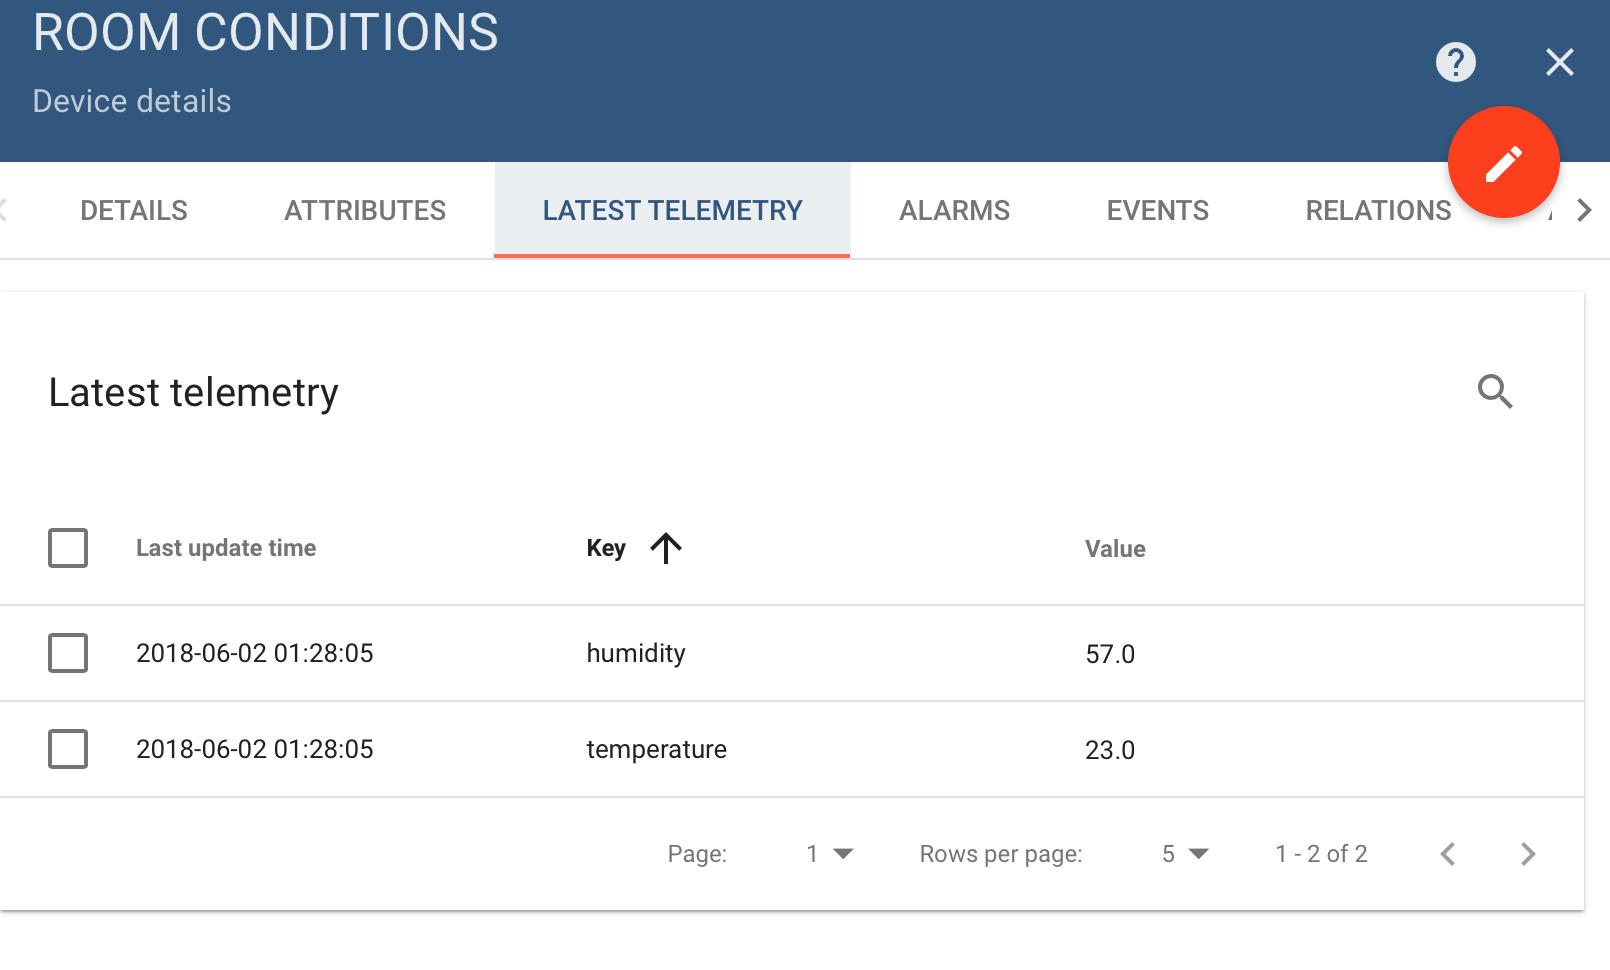 ROOM CONDITIONS
Device details
DETAILS ATTRIBUTES LATEST TELEMETRY ALARMS EVENTS RELATIONS
Latest telemetry
Last update time Key Value
2018-06-02 01:28:05 humidity 57.0
2018-06-02 01:28:05 temperature 23.0
Page: 1 Rows per page: 5 1 - 2 of 2